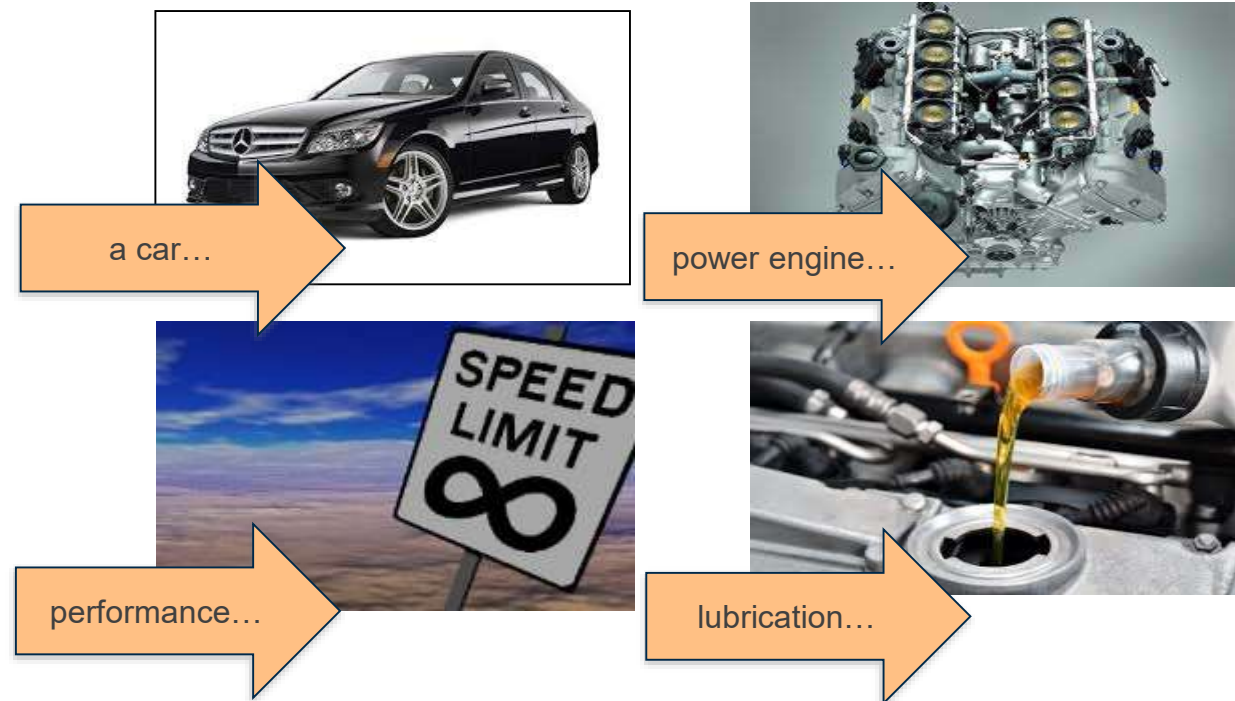 a car…
power engine…
SPEED
LIMIT
∞
performance…
lubrication…